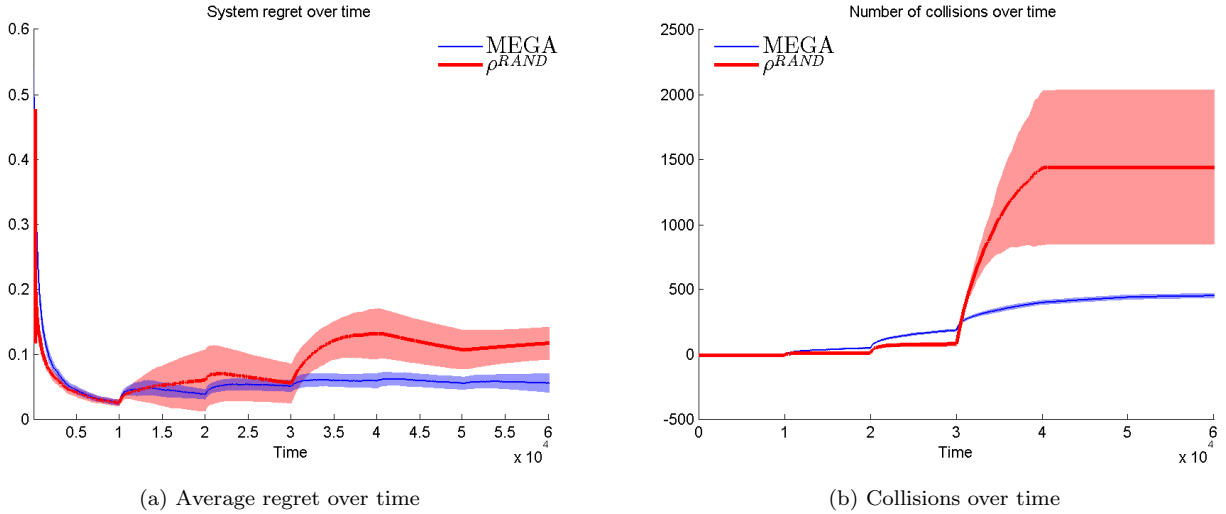 System regret over time
0.6
0.5
0.4
0.3
0.2
0.1
0
MEGA
ρ^RAND
0.5 1 1.5 2 2.5 3 3.5 4 4.5 5 5.5 6
Time
x 10^4
(a) Average regret over time
Number of collisions over time
2500
2000
1500
1000
500
0
-500
MEGA
ρ^RAND
0 1 2 3 4 5 6
Time
x 10^4
(b) Collisions over time